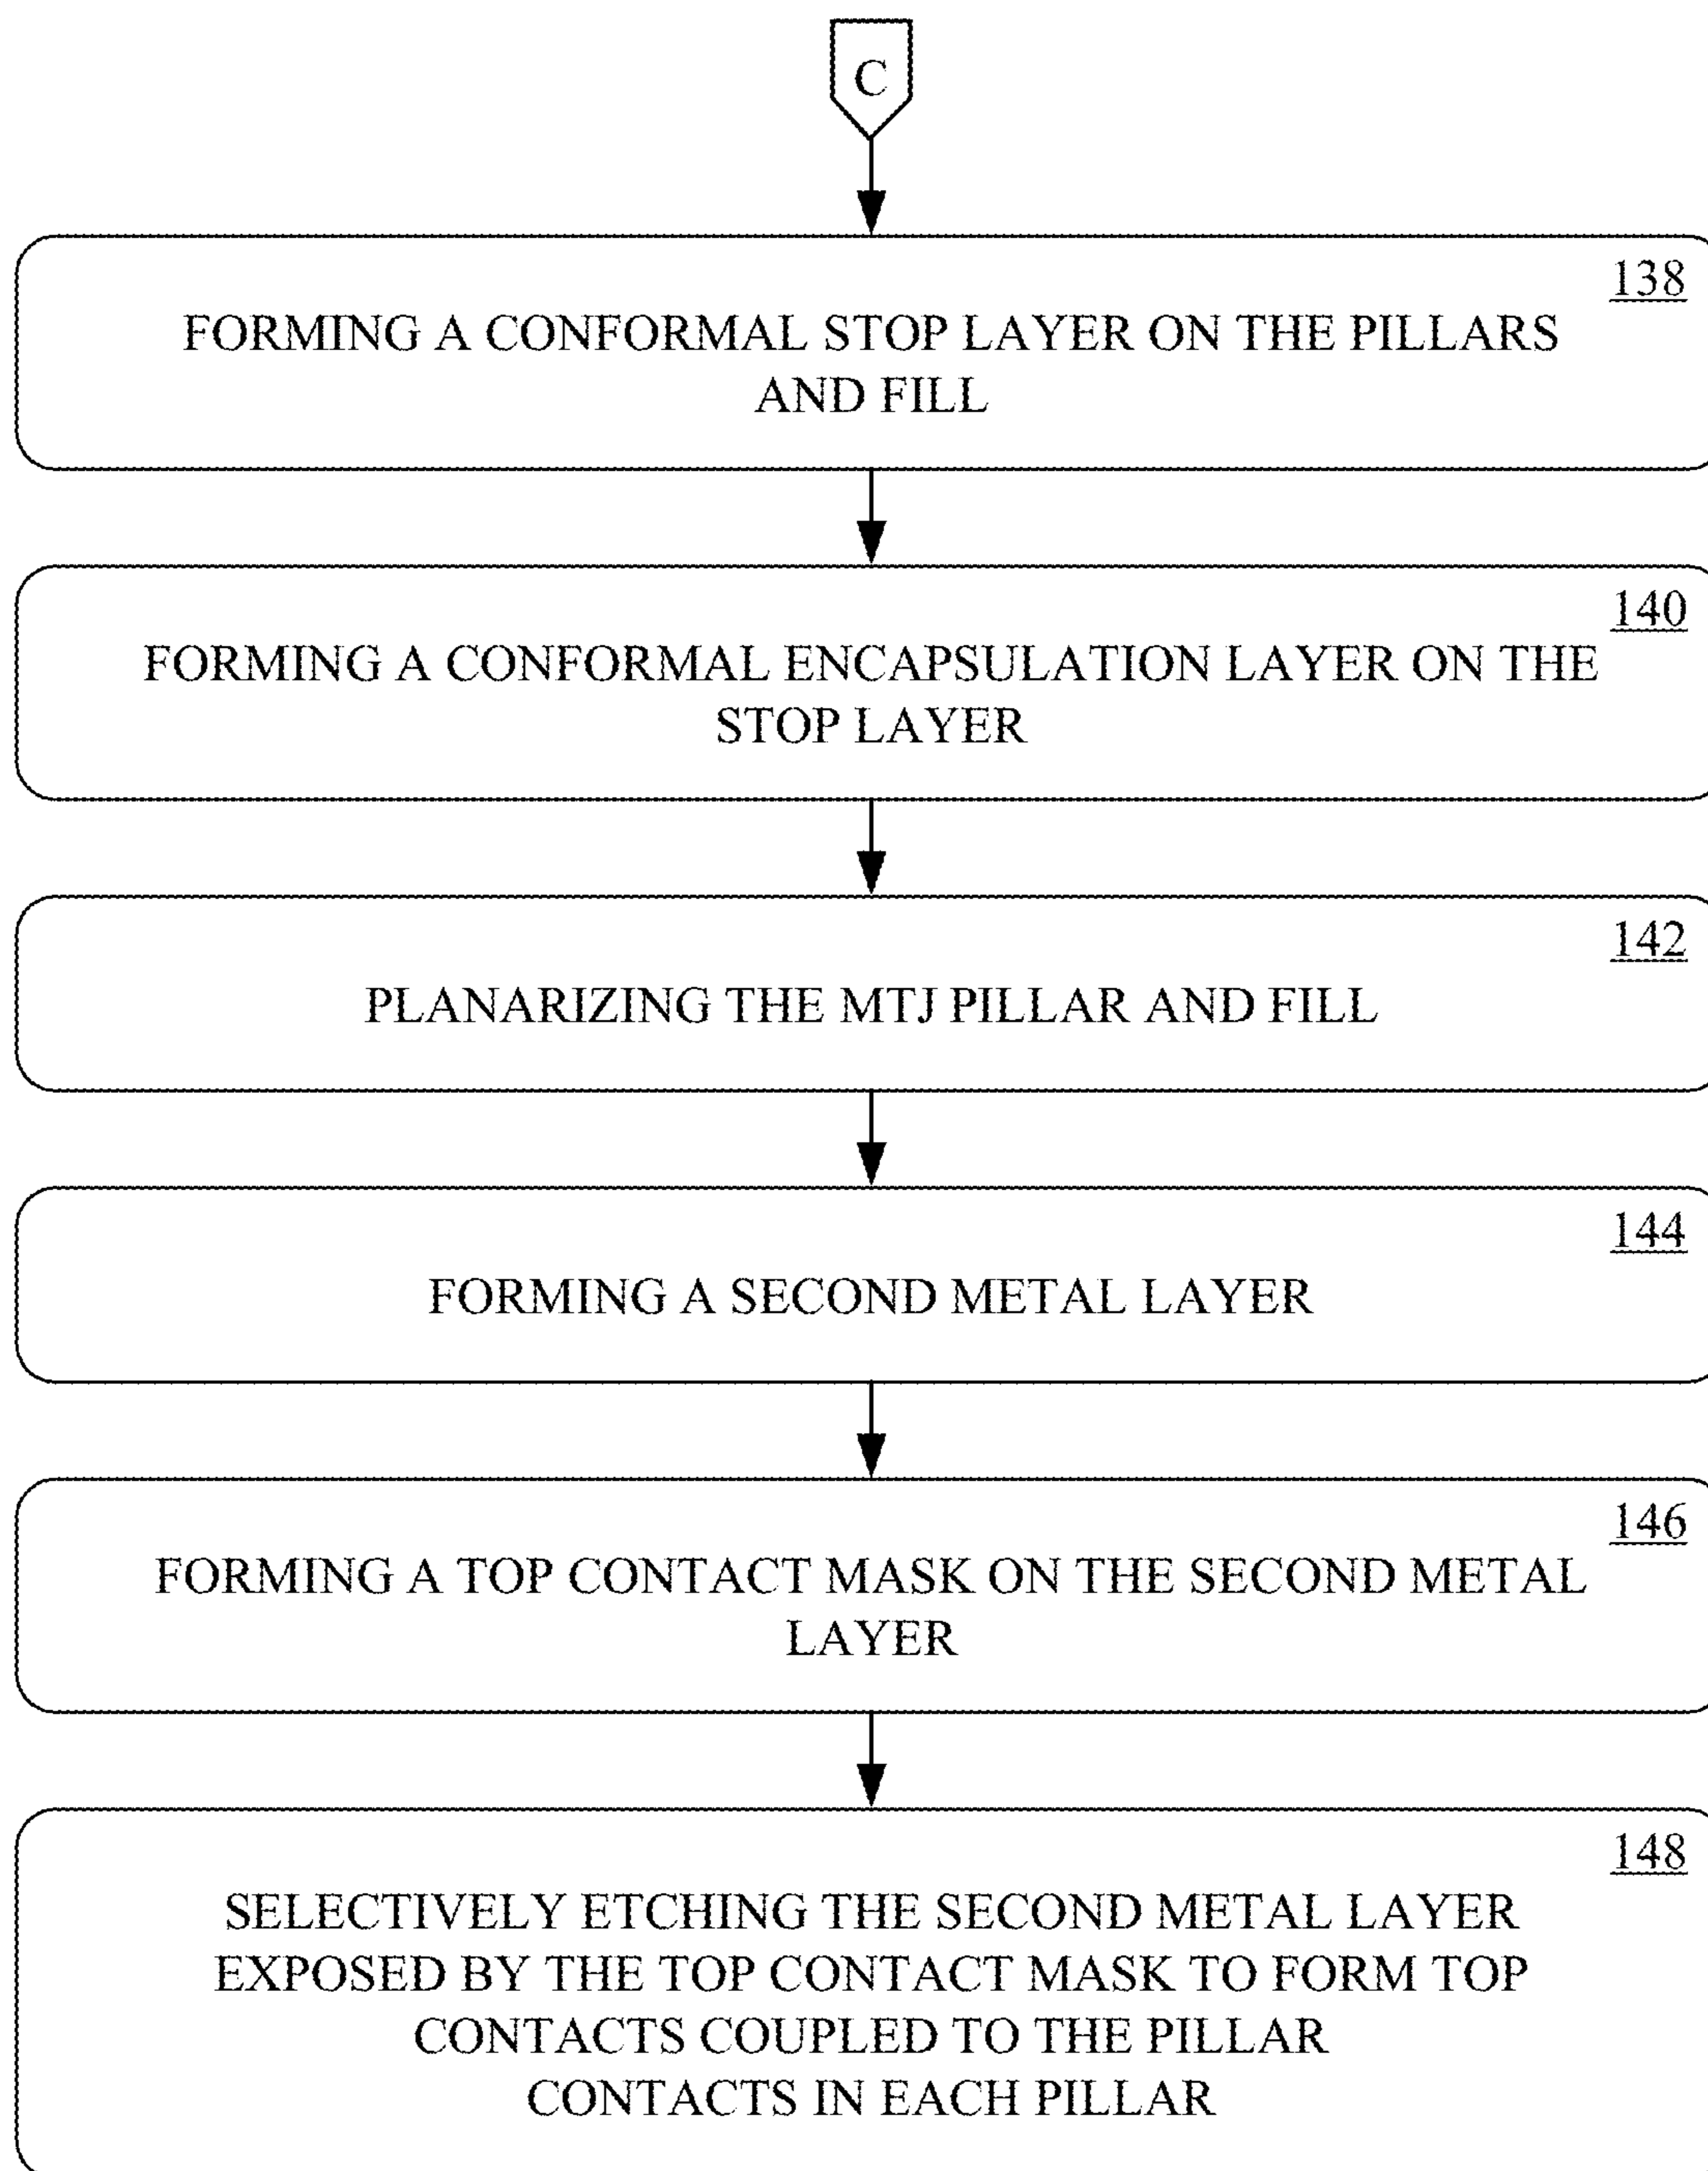 C
138
FORMING A CONFORMAL STOP LAYER ON THE PILLARS
AND FILL
140
FORMING A CONFORMAL ENCAPSULATION LAYER ON THE
STOP LAYER
142
PLANARIZING THE MTJ PILLAR AND FILL
144
FORMING A SECOND METAL LAYER
146
FORMING A TOP CONTACT MASK ON THE SECOND METAL
LAYER
148
SELECTIVELY ETCHING THE SECOND METAL LAYER
EXPOSED BY THE TOP CONTACT MASK TO FORM TOP
CONTACTS COUPLED TO THE PILLAR
CONTACTS IN EACH PILLAR